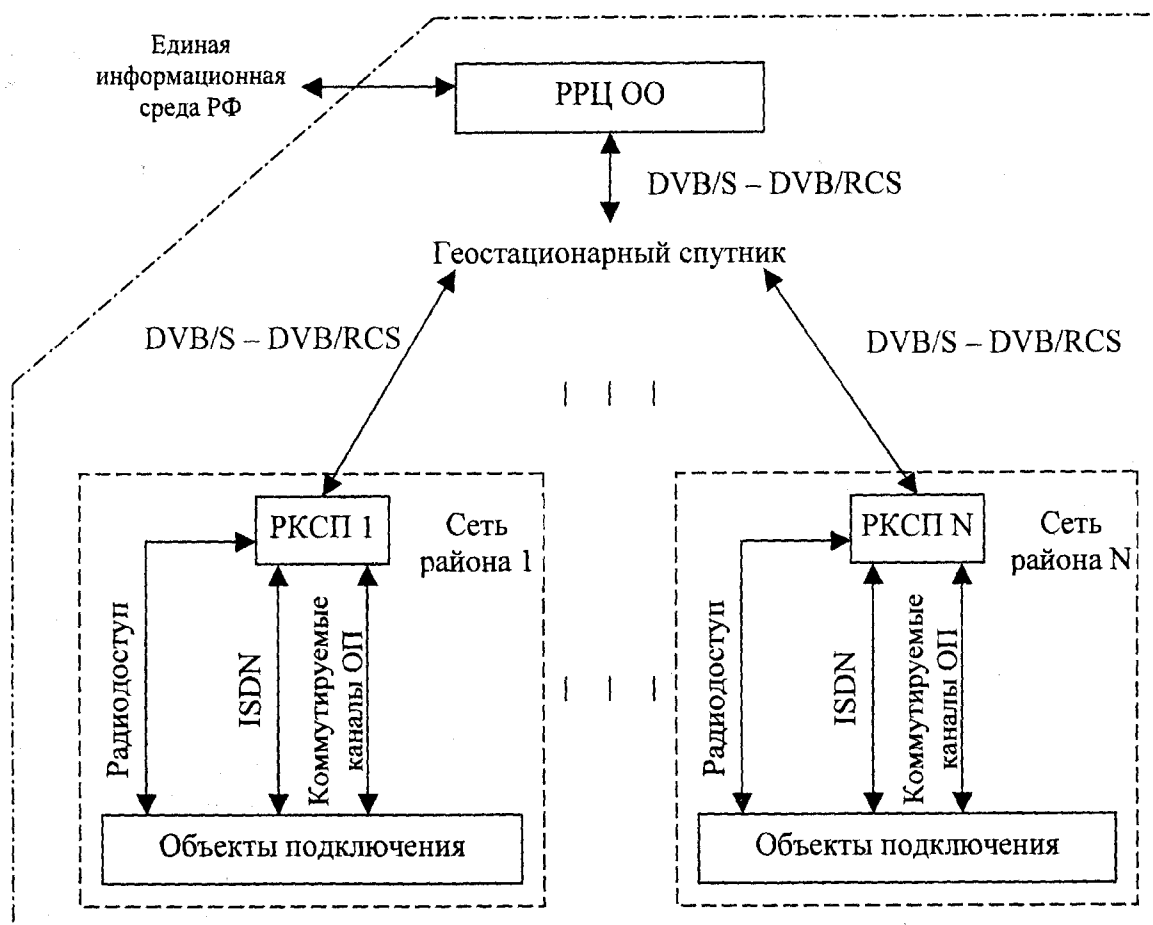 Единая
информационная
среда РФ
РРЦ ОО
DVB/S – DVB/RCS
Геостационарный спутник
DVB/S – DVB/RCS
DVB/S – DVB/RCS
РКСП 1
Сеть
района 1
Радиодоступ
ISDN
Коммутируемые
каналы ОП
Объекты подключения
РКСП N
Сеть
района N
Радиодоступ
ISDN
Коммутируемые
каналы ОП
Объекты подключения